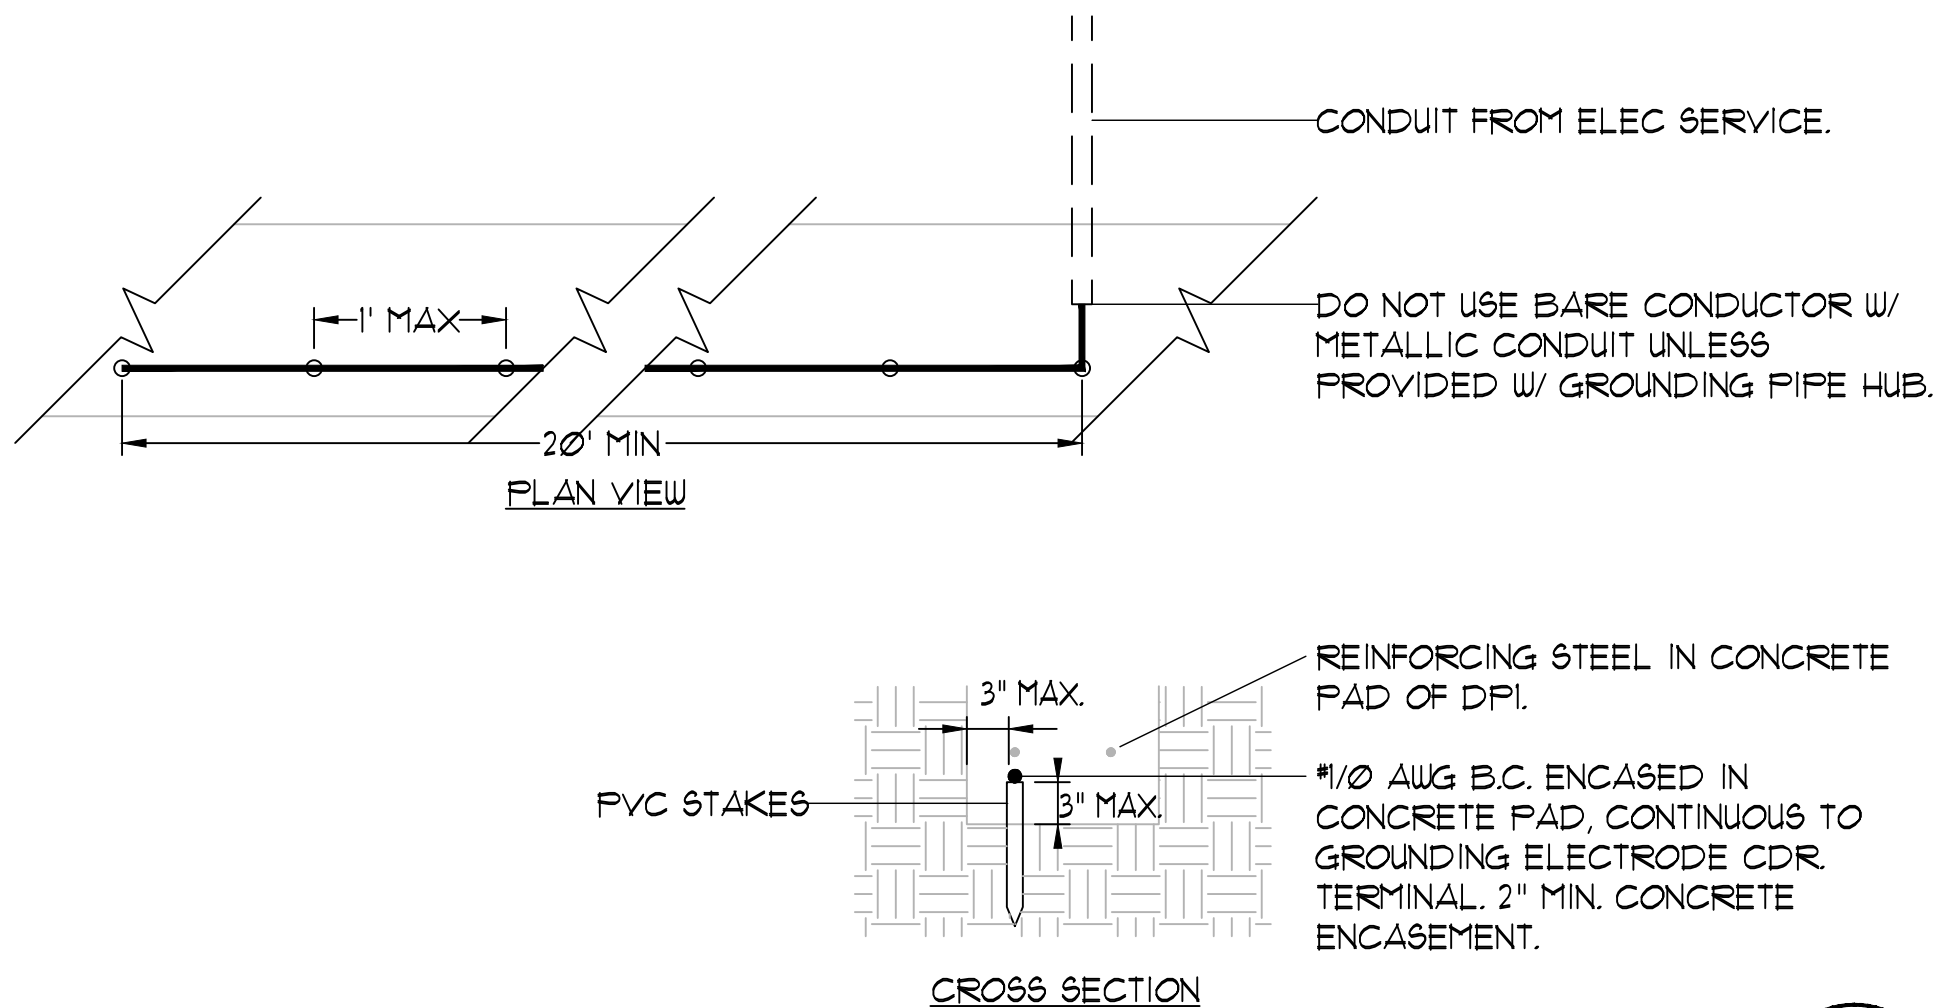 CONDUIT FROM ELEC SERVICE.
DO NOT USE BARE CONDUCTOR W/
METALLIC CONDUIT UNLESS
PROVIDED W/ GROUNDING PIPE HUB.
1' MAX
20' MIN
PLAN VIEW
REINFORCING STEEL IN CONCRETE
PAD OF DP1.
3" MAX.
#1/0 AWG B.C. ENCASED IN
CONCRETE PAD, CONTINUOUS TO
GROUNDING ELECTRODE CDR.
TERMINAL. 2" MIN. CONCRETE
ENCASEMENT.
PVC STAKES
3" MAX.
CROSS SECTION